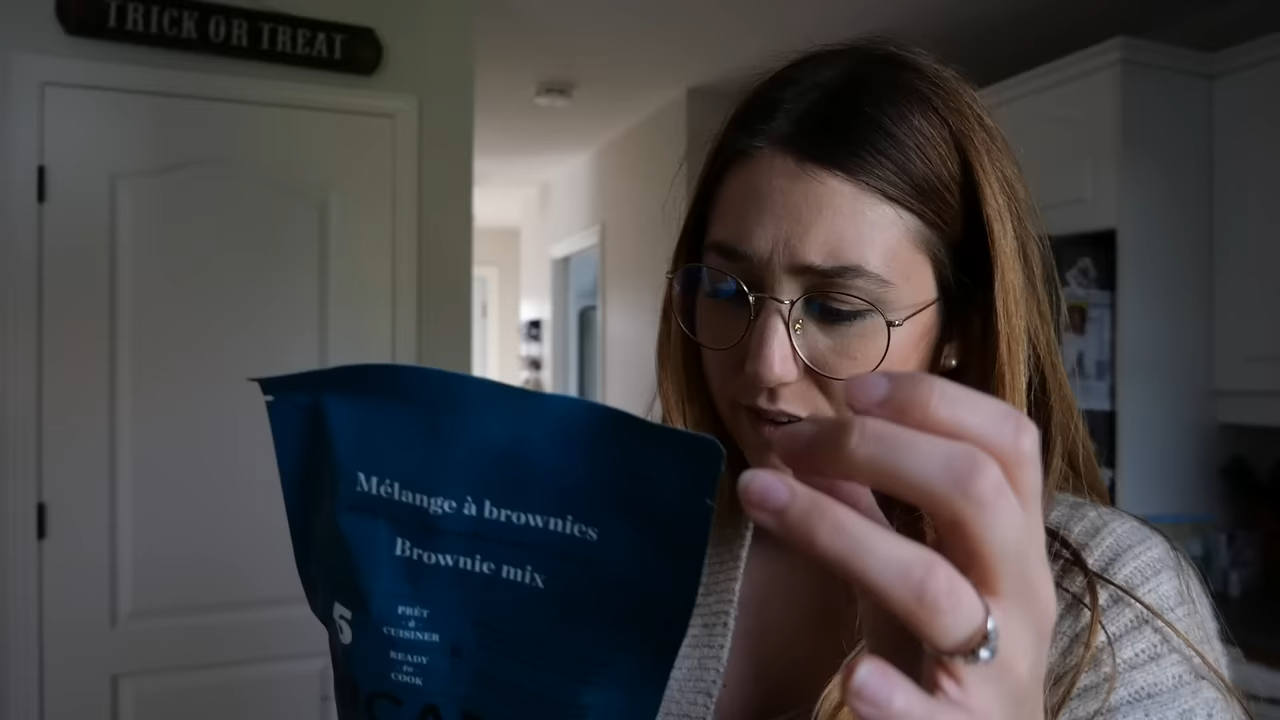 TRICK OR TREAT
Mélange à brownies
Brownie mix
5
PRÊT
à
CUISINER
READY
to
COOK